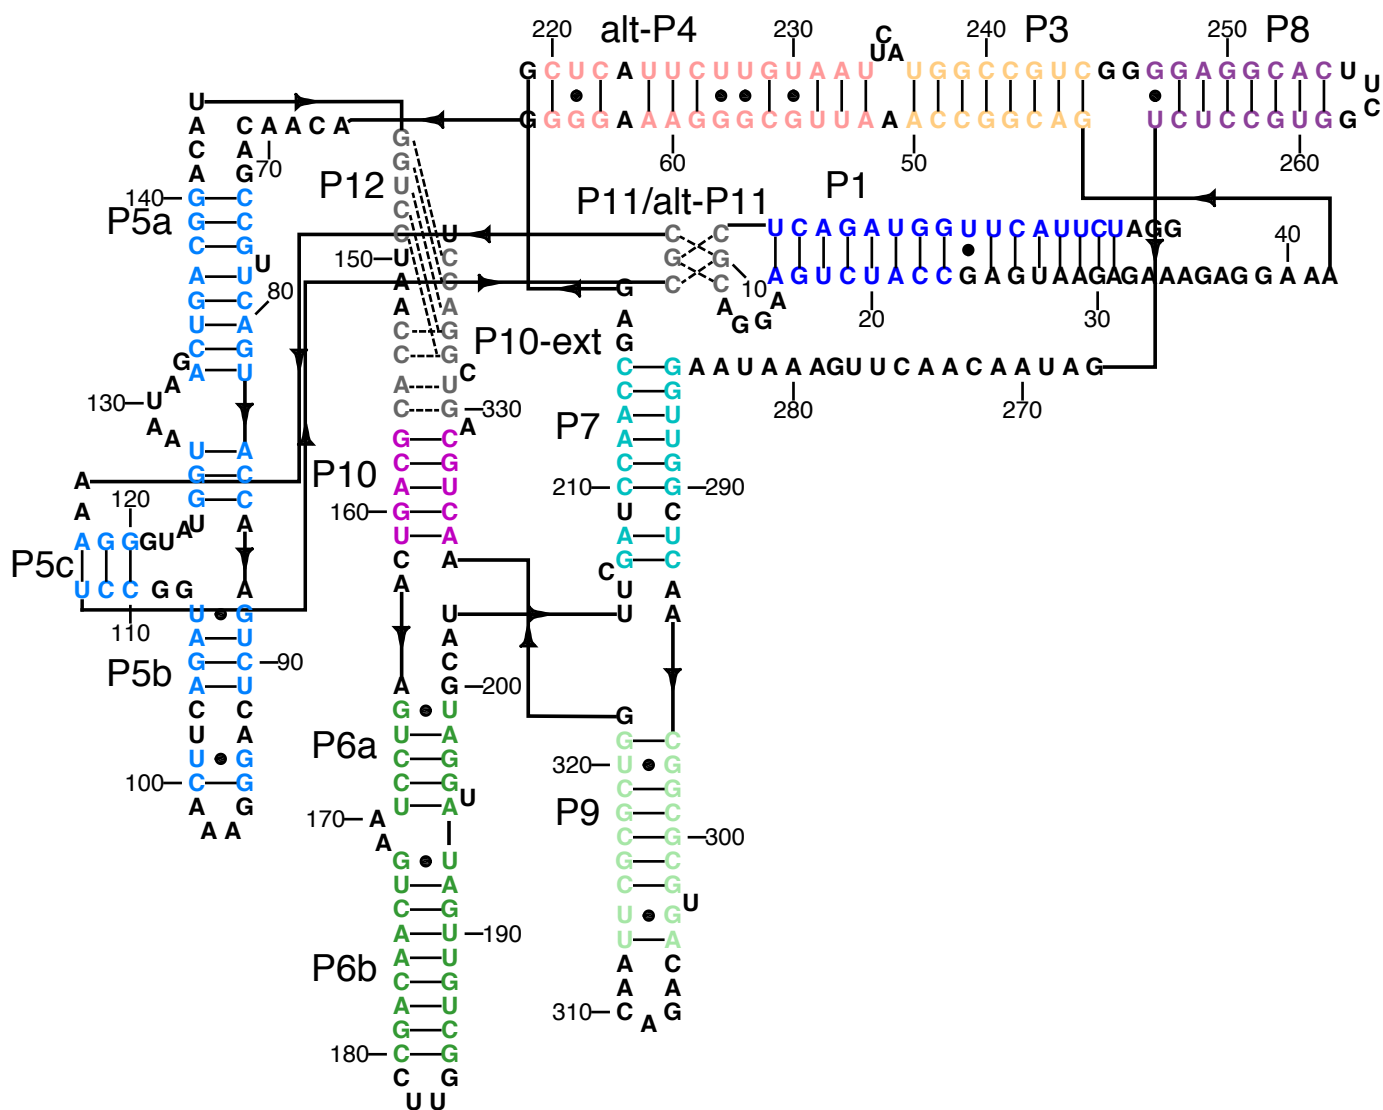 220 alt-P4 230 C 240 P3 250 P8
UA
G C U C A U U C U U G U A A U U G G C C G U C G G G G A G G C A C U U
C
G G G G A A A G C G G G U U A A A C C A G C C G A G U C U C C G U G G
60 50 260
U C A A C A
A A 70
C G
A
140 G C
P5a G C
C G
U
A U
G C 80
U A
C G
G A U
A
130 U
A A
U A
G C
G C
U A
A
A 120
A
A G G G U A
P5c U C C G G A
110 U G
A U
P5b G C 90
A U
C C
U A
U G
100 C G
A G
A A
P12 G
G
U
C
G U
150 U C
A G
A A
C G
C G P10-ext
C
A U
C G 330
A
G C
P10 C G
A U
160 G C
U A
C A
A
U
A
C
A G 200
G U
P6a U A
C G
C G
U
U A
170 A
A
G U
U A
C G
A U 190
A U
P6b C G
A U
G C
180 C G
C G
U U
P11/alt-P11 P1
C C U C A G A U G G U U C A U U C U A G G 40
G G A G U C U A C C G A G U A A G A G A A A G A G G A A A
C C 10 A 20 30
A G G
G
A
G
C G A A U A A A G U U C A A C A A U A G
C G 280 270
P7 A U
A U
C G
210 C G 290
U C
A U
G C
C
U A
U A
G
G C
320 U G
C G
P9 G C
C G 300
G C
C G
U
U G
U A
A C
A A
310 C G
A